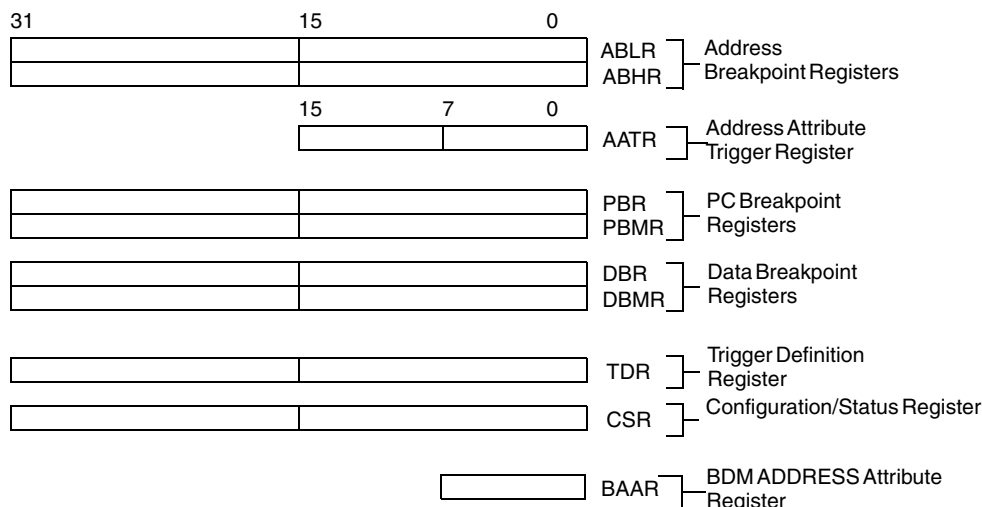 31 15 0
ABLR Address
ABHR Breakpoint Registers
15 7 0
AATR Address Attribute
Trigger Register
PBR PC Breakpoint
PBMR Registers
DBR Data Breakpoint
DBMR Registers
Trigger Definition
TDR Register
CSR Configuration/Status Register
BAAR BDM ADDRESS Attribute
Register